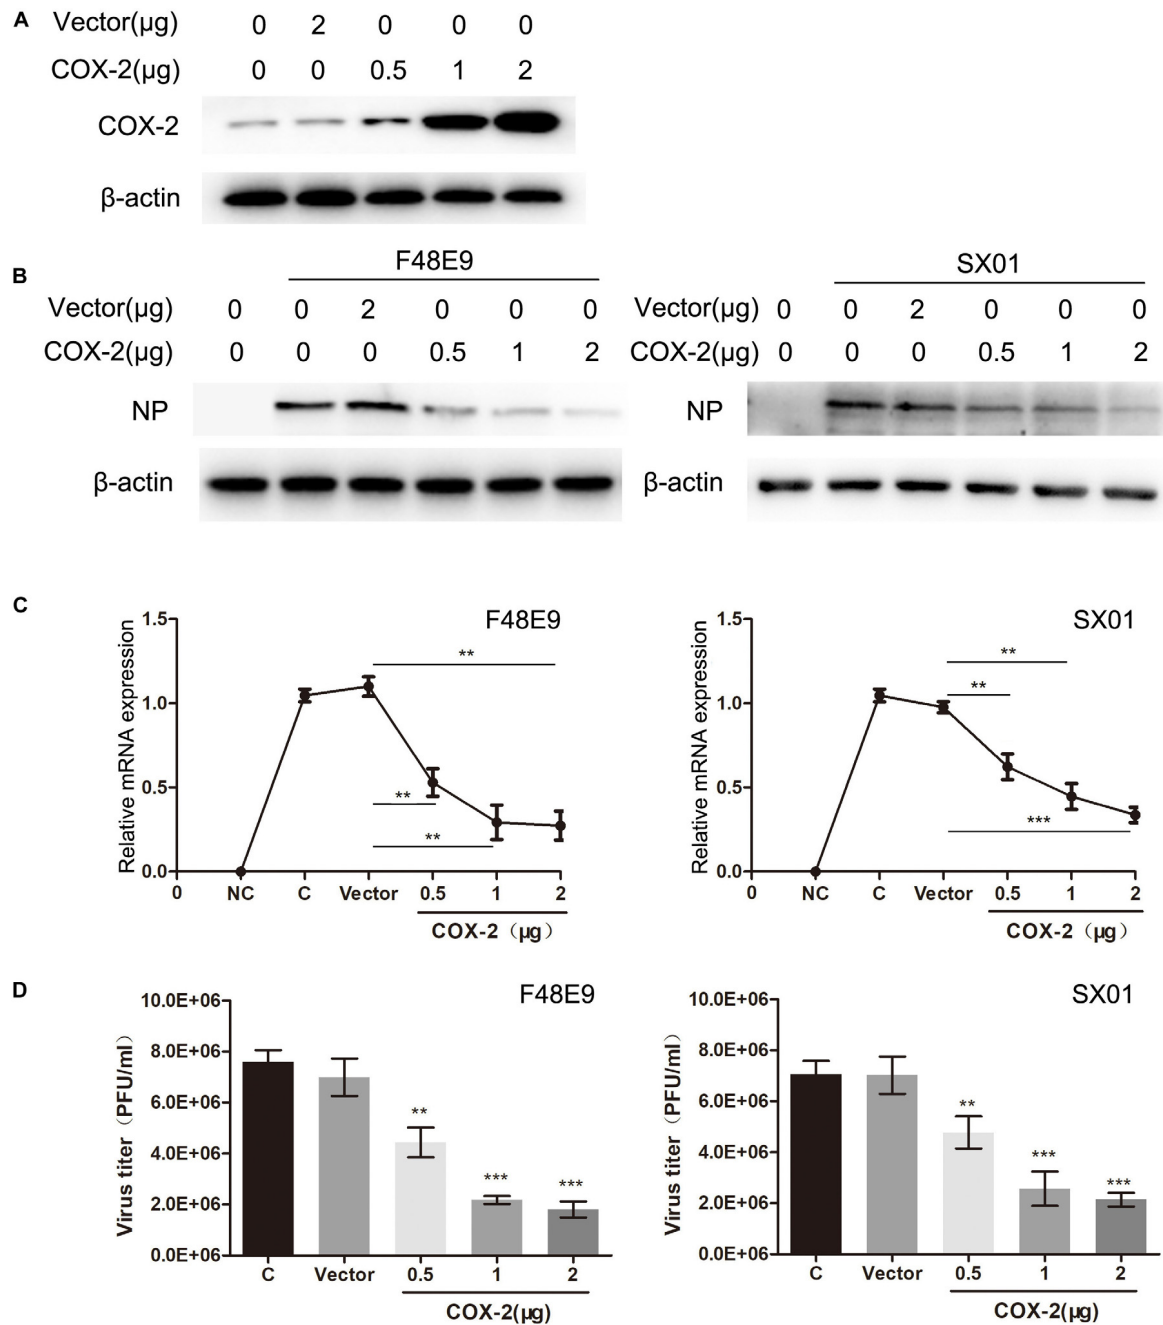 A
Vector(μg) 0 2 0 0 0
COX-2(μg) 0 0 0.5 1 2
COX-2
β-actin
B
F48E9
Vector(μg) 0 0 2 0 0 0
COX-2(μg) 0 0 0 0.5 1 2
NP
β-actin
SX01
Vector(μg) 0 0 2 0 0 0
COX-2(μg) 0 0 0 0.5 1 2
NP
β-actin
C
F48E9
Relative mRNA expression
1.5
1.0
0.5
0.0
**
**
**
0 NC C Vector 0.5 1 2
COX-2（μg）
SX01
Relative mRNA expression
1.5
1.0
0.5
0.0
**
**
***
0 NC C Vector 0.5 1 2
COX-2（μg）
D
F48E9
Virus titer（PFU/ml）
10.0E+06
8.0E+06
6.0E+06
4.0E+06
2.0E+06
0.0E+06
** *** ***
C Vector 0.5 1 2
COX-2(μg)
SX01
Virus titer（PFU/ml）
10.0E+06
8.0E+06
6.0E+06
4.0E+06
2.0E+06
0.0E+06
** *** ***
C Vector 0.5 1 2
COX-2(μg)